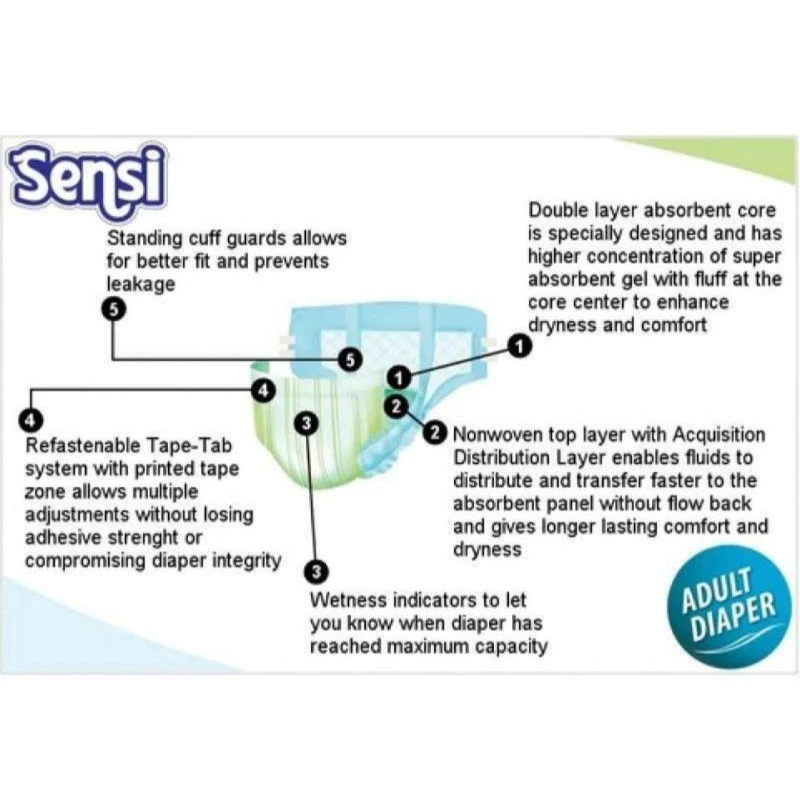 Sensi
Standing cuff guards allows
for better fit and prevents
leakage
5
5
Double layer absorbent core
is specially designed and has
higher concentration of super
absorbent gel with fluff at the
core center to enhance
dryness and comfort
1
1
4
4
Refastenable Tape-Tab
system with printed tape
zone allows multiple
adjustments without losing
adhesive strenght or
compromising diaper integrity
2
2
Nonwoven top layer with Acquisition
Distribution Layer enables fluids to
distribute and transfer faster to the
absorbent panel without flow back
and gives longer lasting comfort and
dryness
3
3
Wetness indicators to let
you know when diaper has
reached maximum capacity
ADULT
DIAPER